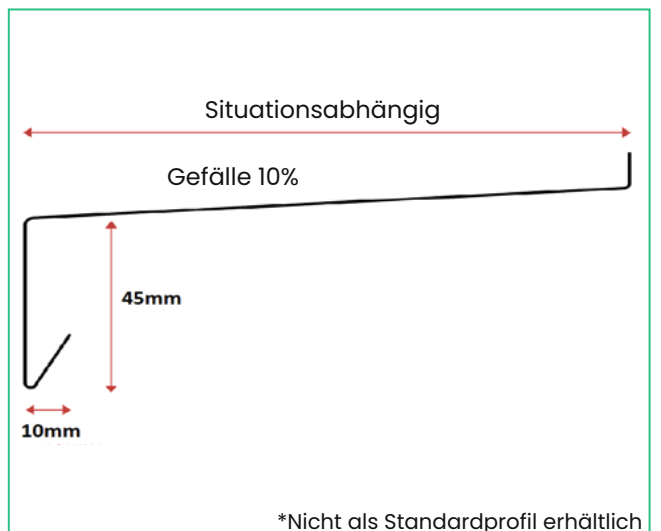 Situationsabhängig
Gefälle 10%
45mm
10mm
*Nicht als Standardprofil erhältlich